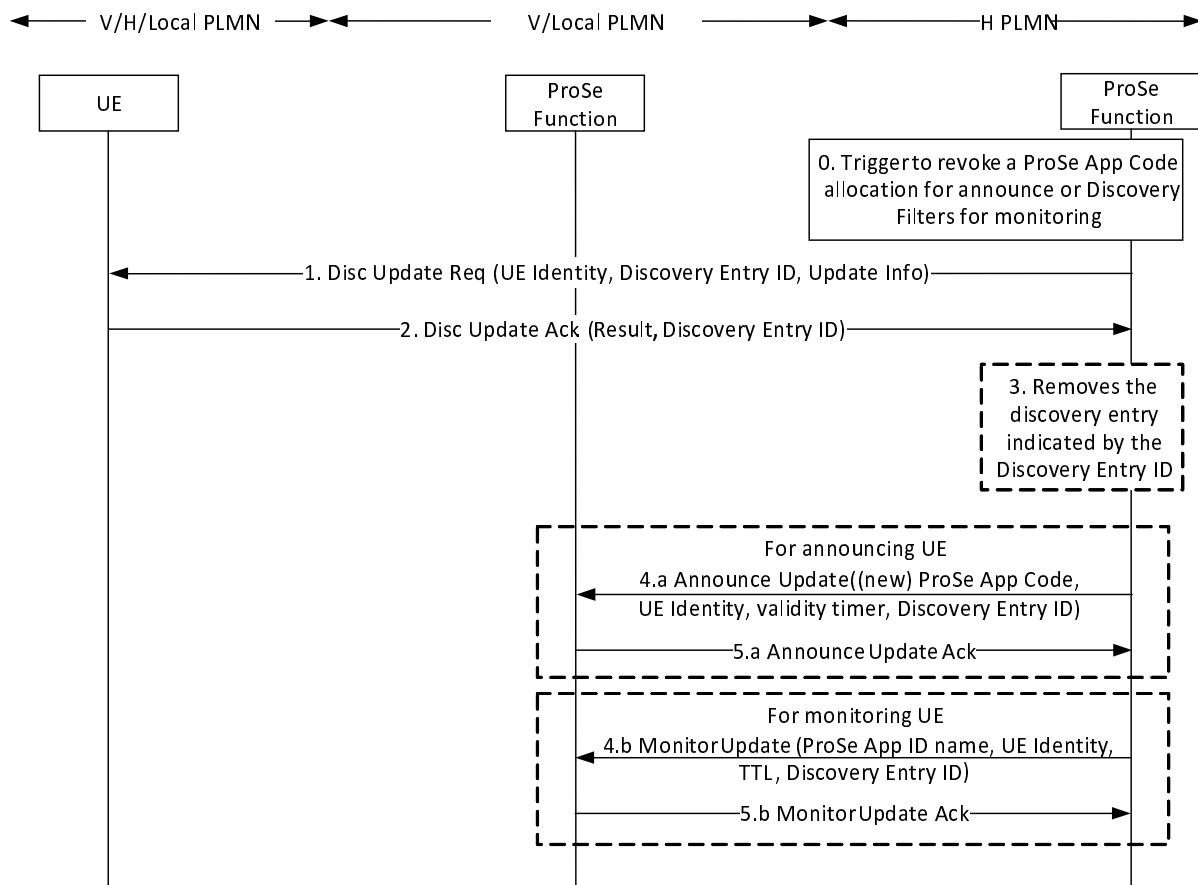 V/H/Local PLMN
V/Local PLMN
H PLMN
UE
ProSe
Function
ProSe
Function
0. Trigger to revoke a ProSe App Code
allocation for announce or Discovery
Filters for monitoring
1. Disc Update Req (UE Identity, Discovery Entry ID, Update Info)
2. Disc Update Ack (Result, Discovery Entry ID)
3. Removes the
discovery entry
indicated by the
Discovery Entry ID
For announcing UE
4.a Announce Update((new) ProSe App Code,
UE Identity, validity timer, Discovery Entry ID)
5.a Announce Update Ack
For monitoring UE
4.b Monitor Update (ProSe App ID name, UE Identity,
TTL, Discovery Entry ID)
5.b Monitor Update Ack